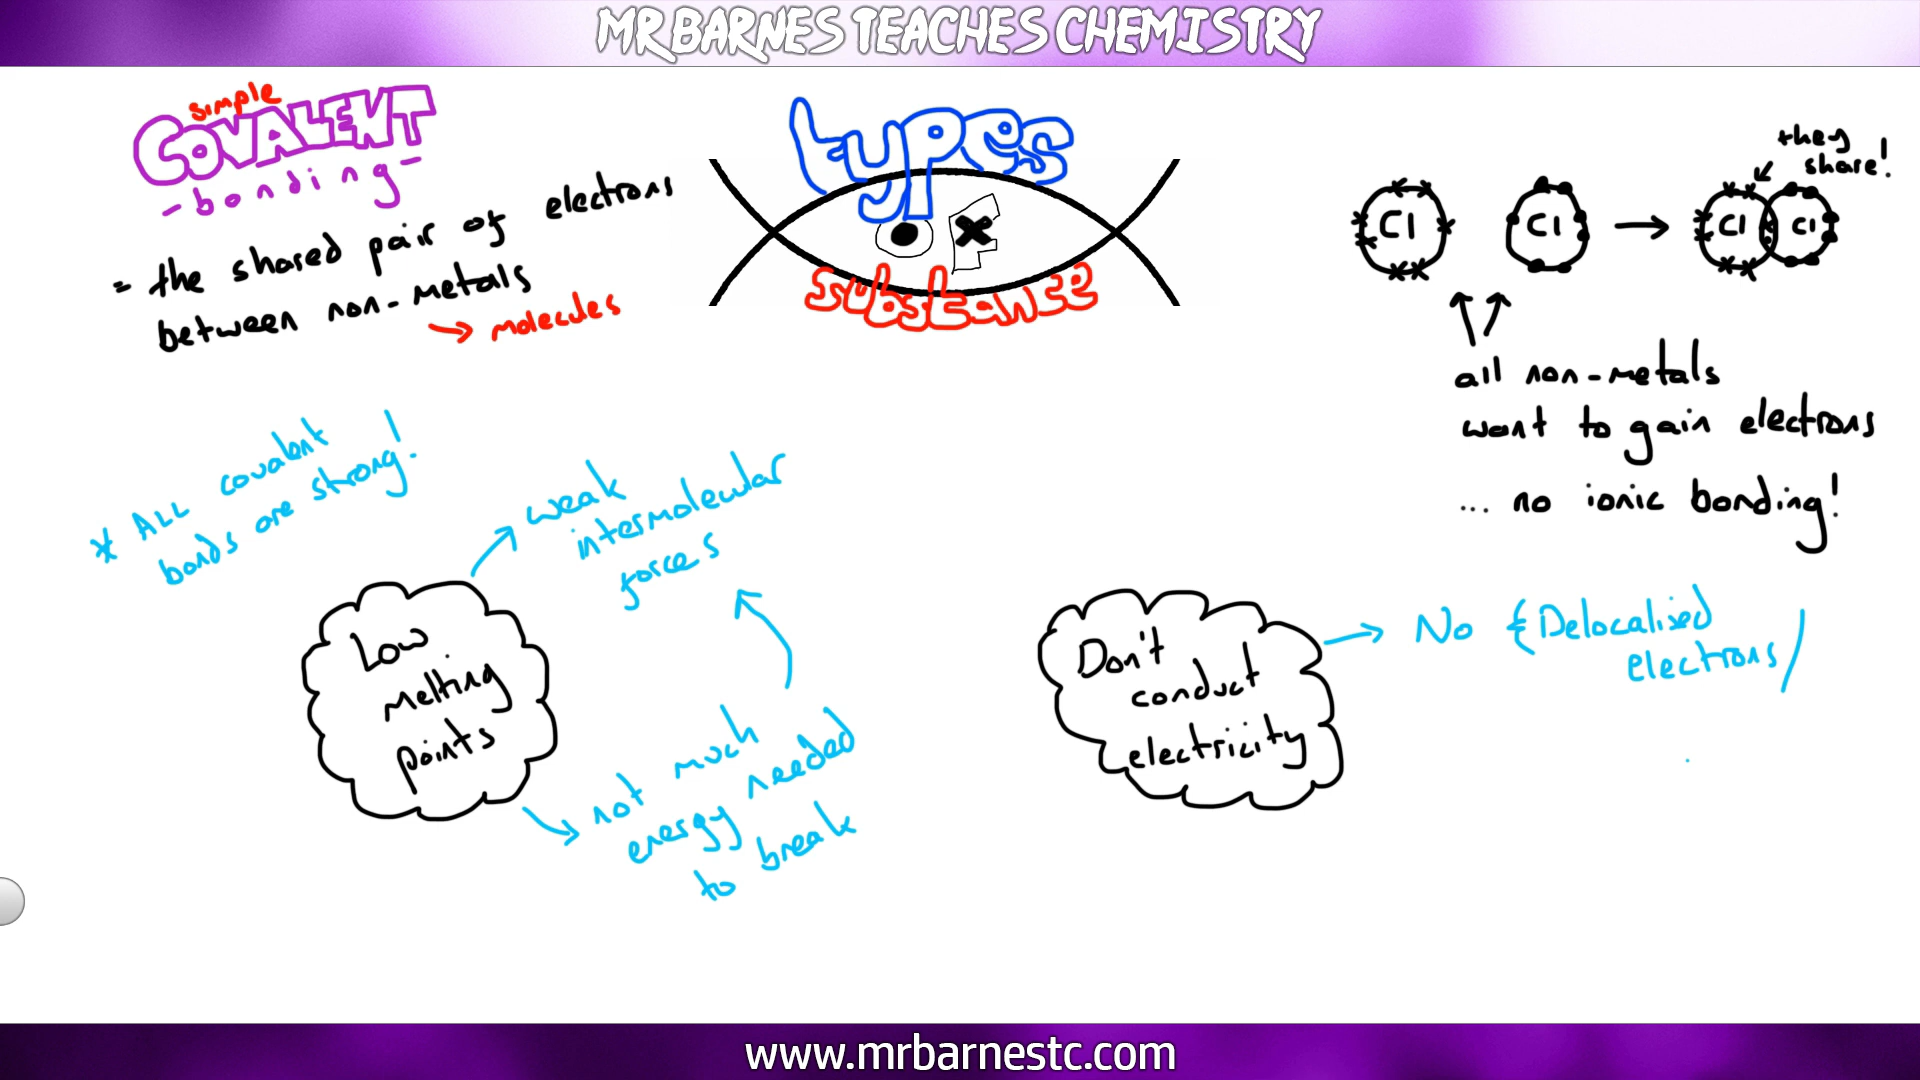 MR BARNES TEACHES CHEMISTRY
simple
COVALENT
-bonding-
= the shared pair of electrons
between non-metals
→ molecules
types
of
substance
they
share!
Cl Cl → Cl Cl
all non-metals
want to gain electrons
... no ionic bonding!
* ALL covalent
bonds are strong!
weak
intermolecular
forces
Low
melting
points
not much
energy needed
to break
Don't
conduct
electricity
→ No {Delocalised
electrons/
www.mrbarnestc.com